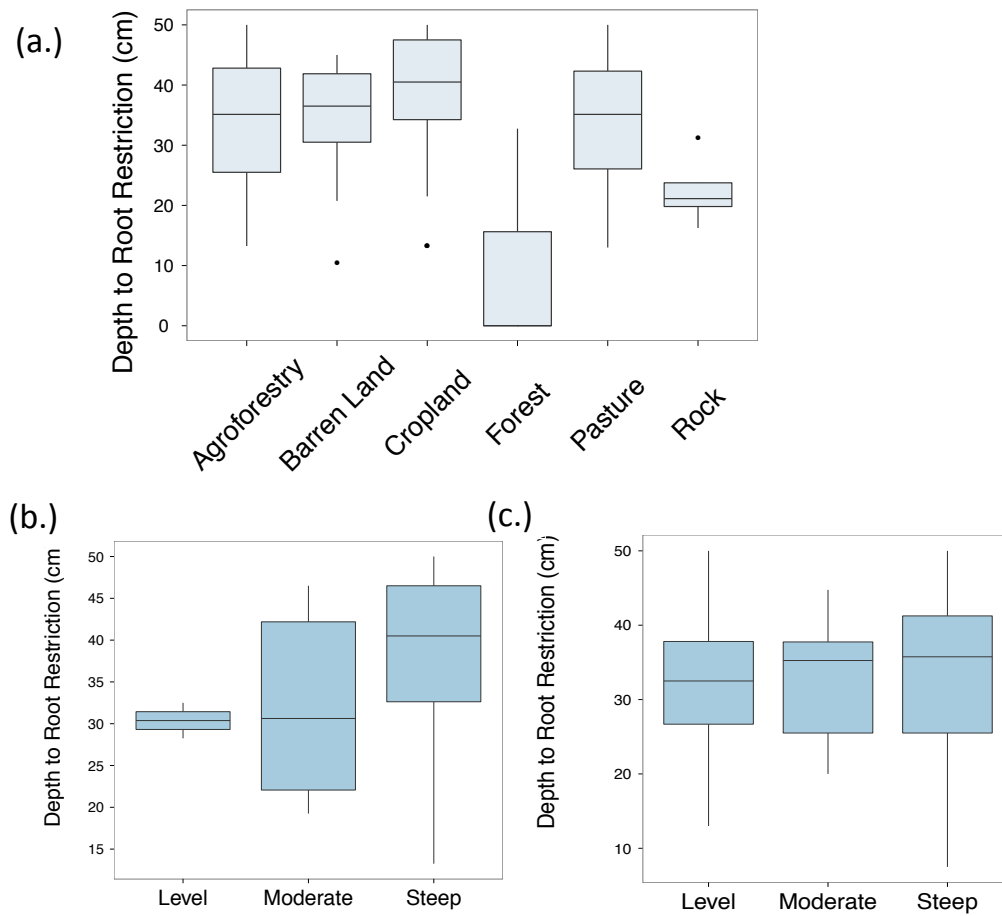 (a.)
Depth to Root Restriction (cm)
50
40
30
20
10
0
Agroforestry
Barren Land
Cropland
Forest
Pasture
Rock
(b.)
Depth to Root Restriction (cm
50
45
40
35
30
25
20
15
Level
Moderate
Steep
(c.)
Depth to Root Restriction (cm)
50
40
30
20
10
Level
Moderate
Steep